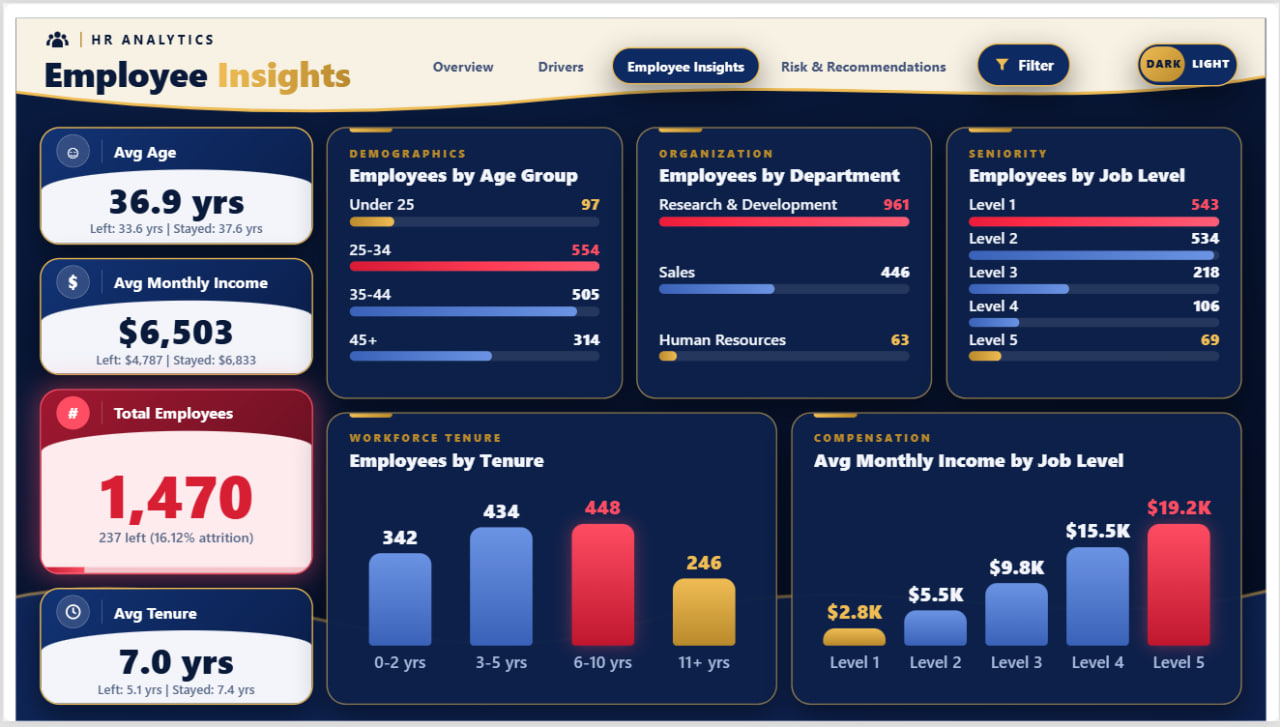 HR ANALYTICS
Employee Insights
Overview
Drivers
Employee Insights
Risk & Recommendations
Filter
DARK LIGHT
Avg Age
36.9 yrs
Left: 33.6 yrs | Stayed: 37.6 yrs
$ Avg Monthly Income
$6,503
Left: $4,787 | Stayed: $6,833
# Total Employees
1,470
237 left (16.12% attrition)
Avg Tenure
7.0 yrs
Left: 5.1 yrs | Stayed: 7.4 yrs
DEMOGRAPHICS
Employees by Age Group
Under 25 97
25-34 554
35-44 505
45+ 314
ORGANIZATION
Employees by Department
Research & Development 961
Sales 446
Human Resources 63
SENIORITY
Employees by Job Level
Level 1 543
Level 2 534
Level 3 218
Level 4 106
Level 5 69
WORKFORCE TENURE
Employees by Tenure
342 434 448 246
0-2 yrs 3-5 yrs 6-10 yrs 11+ yrs
COMPENSATION
Avg Monthly Income by Job Level
$2.8K $5.5K $9.8K $15.5K $19.2K
Level 1 Level 2 Level 3 Level 4 Level 5